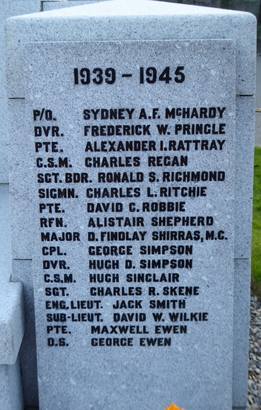 1939 - 1945
P/O. SYDNEY A.F. McHARDY
DVR. FREDERICK W. PRINGLE
PTE. ALEXANDER I. RATTRAY
C.S.M. CHARLES REGAN
SGT. BDR. RONALD S. RICHMOND
SIGMN. CHARLES L. RITCHIE
PTE. DAVID C. ROBBIE
RFN. ALISTAIR SHEPHERD
MAJOR D. FINDLAY SHIRRAS, M.C.
CPL. GEORGE SIMPSON
DVR. HUGH D. SIMPSON
C.S.M. HUGH SINCLAIR
SGT. CHARLES R. SKENE
ENG. LIEUT. JACK SMITH
SUB-LIEUT. DAVID W. WILKIE
PTE. MAXWELL EWEN
D.S. GEORGE EWEN